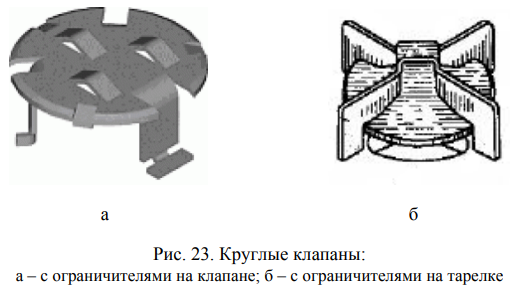 а
б
Рис. 23. Круглые клапаны:
а – с ограничителями на клапане; б – с ограничителями на тарелке